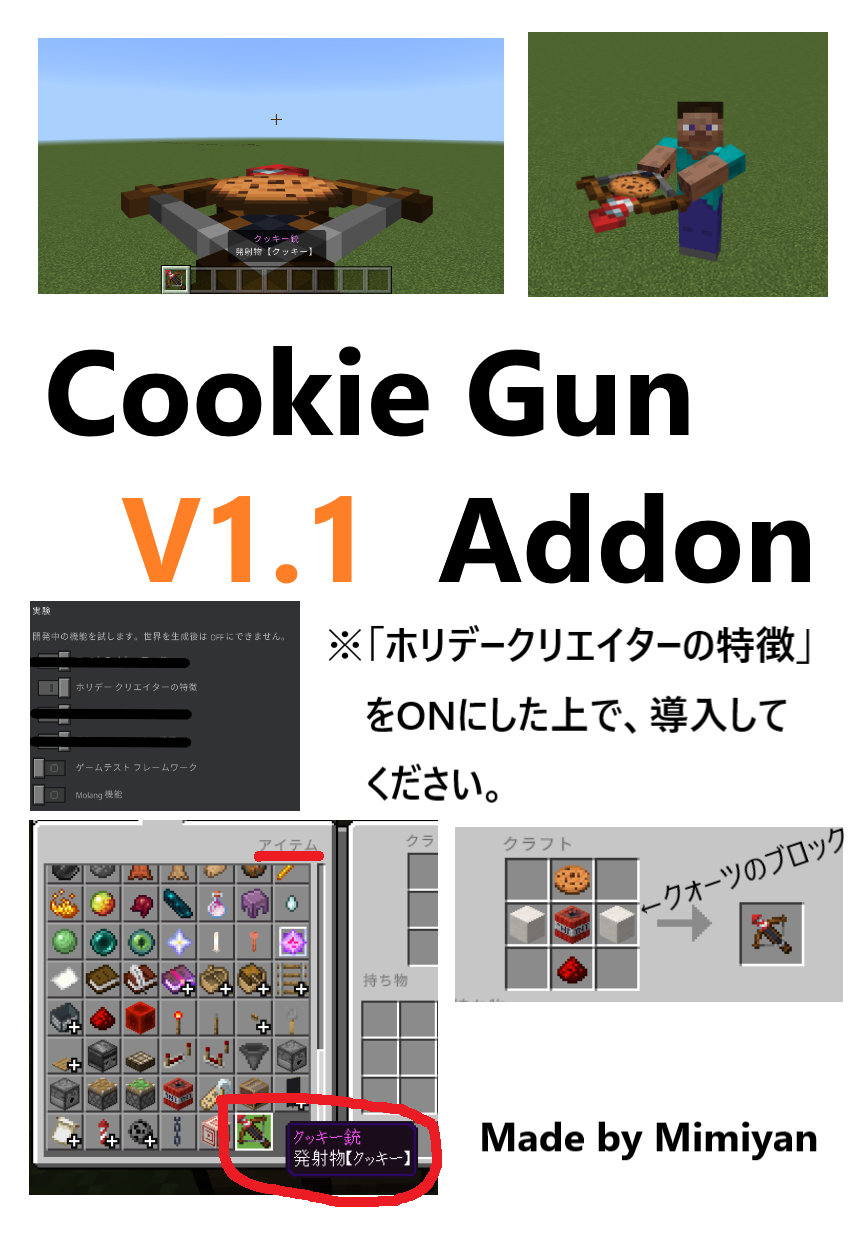 クッキー銃
発射物【クッキー】
Cookie Gun
V1.1 Addon
実験
開発中の機能を試します。世界を生成後は OFF にできません。
ホリデー クリエイターの特徴
ゲームテスト フレームワーク
Molang 機能
※「ホリデークリエイターの特徴」
をONにした上で、導入して
ください。
アイテム
クラ
持ち物
クッキー銃
発射物【クッキー】
クラフト
←クォーツのブロック
Made by Mimiyan